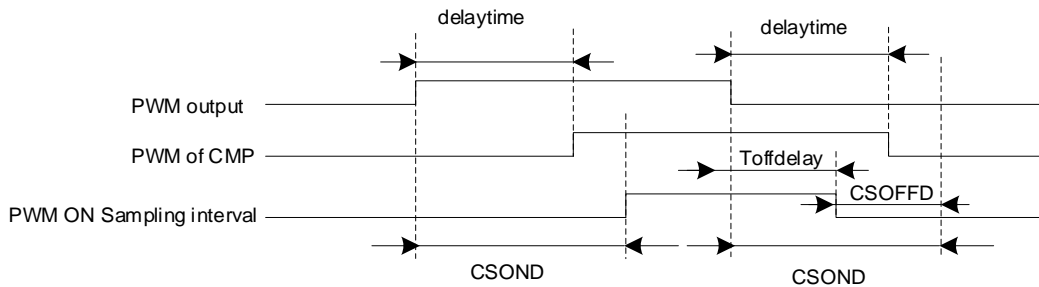 delaytime
delaytime
PWM output
PWM of CMP
Toffdelay
CSOFFD
PWM ON Sampling interval
CSOND
CSOND